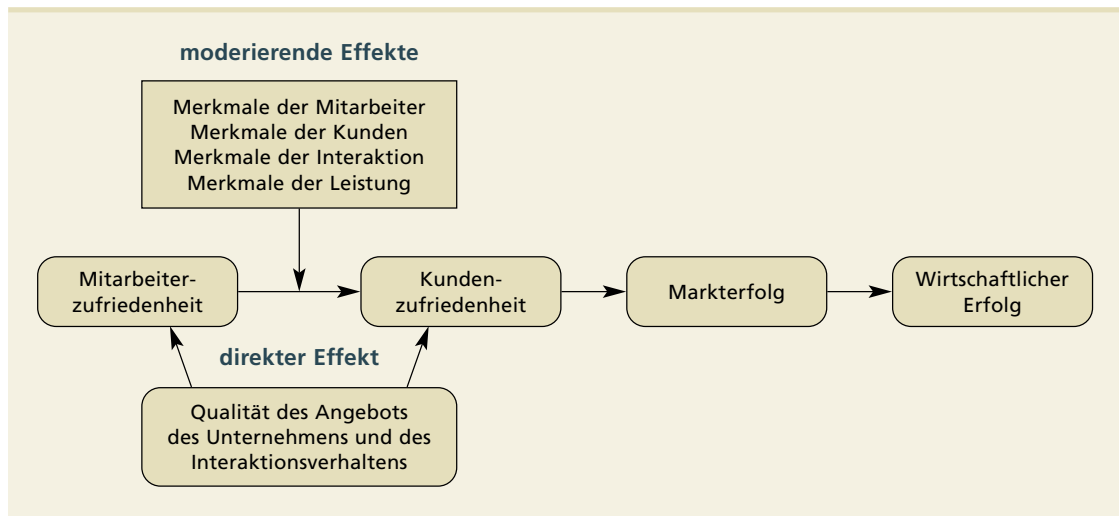 moderierende Effekte
Merkmale der Mitarbeiter
Merkmale der Kunden
Merkmale der Interaktion
Merkmale der Leistung
Mitarbeiter-
zufriedenheit
Kunden-
zufriedenheit
Markterfolg
Wirtschaftlicher
Erfolg
direkter Effekt
Qualität des Angebots
des Unternehmens und des
Interaktionsverhaltens